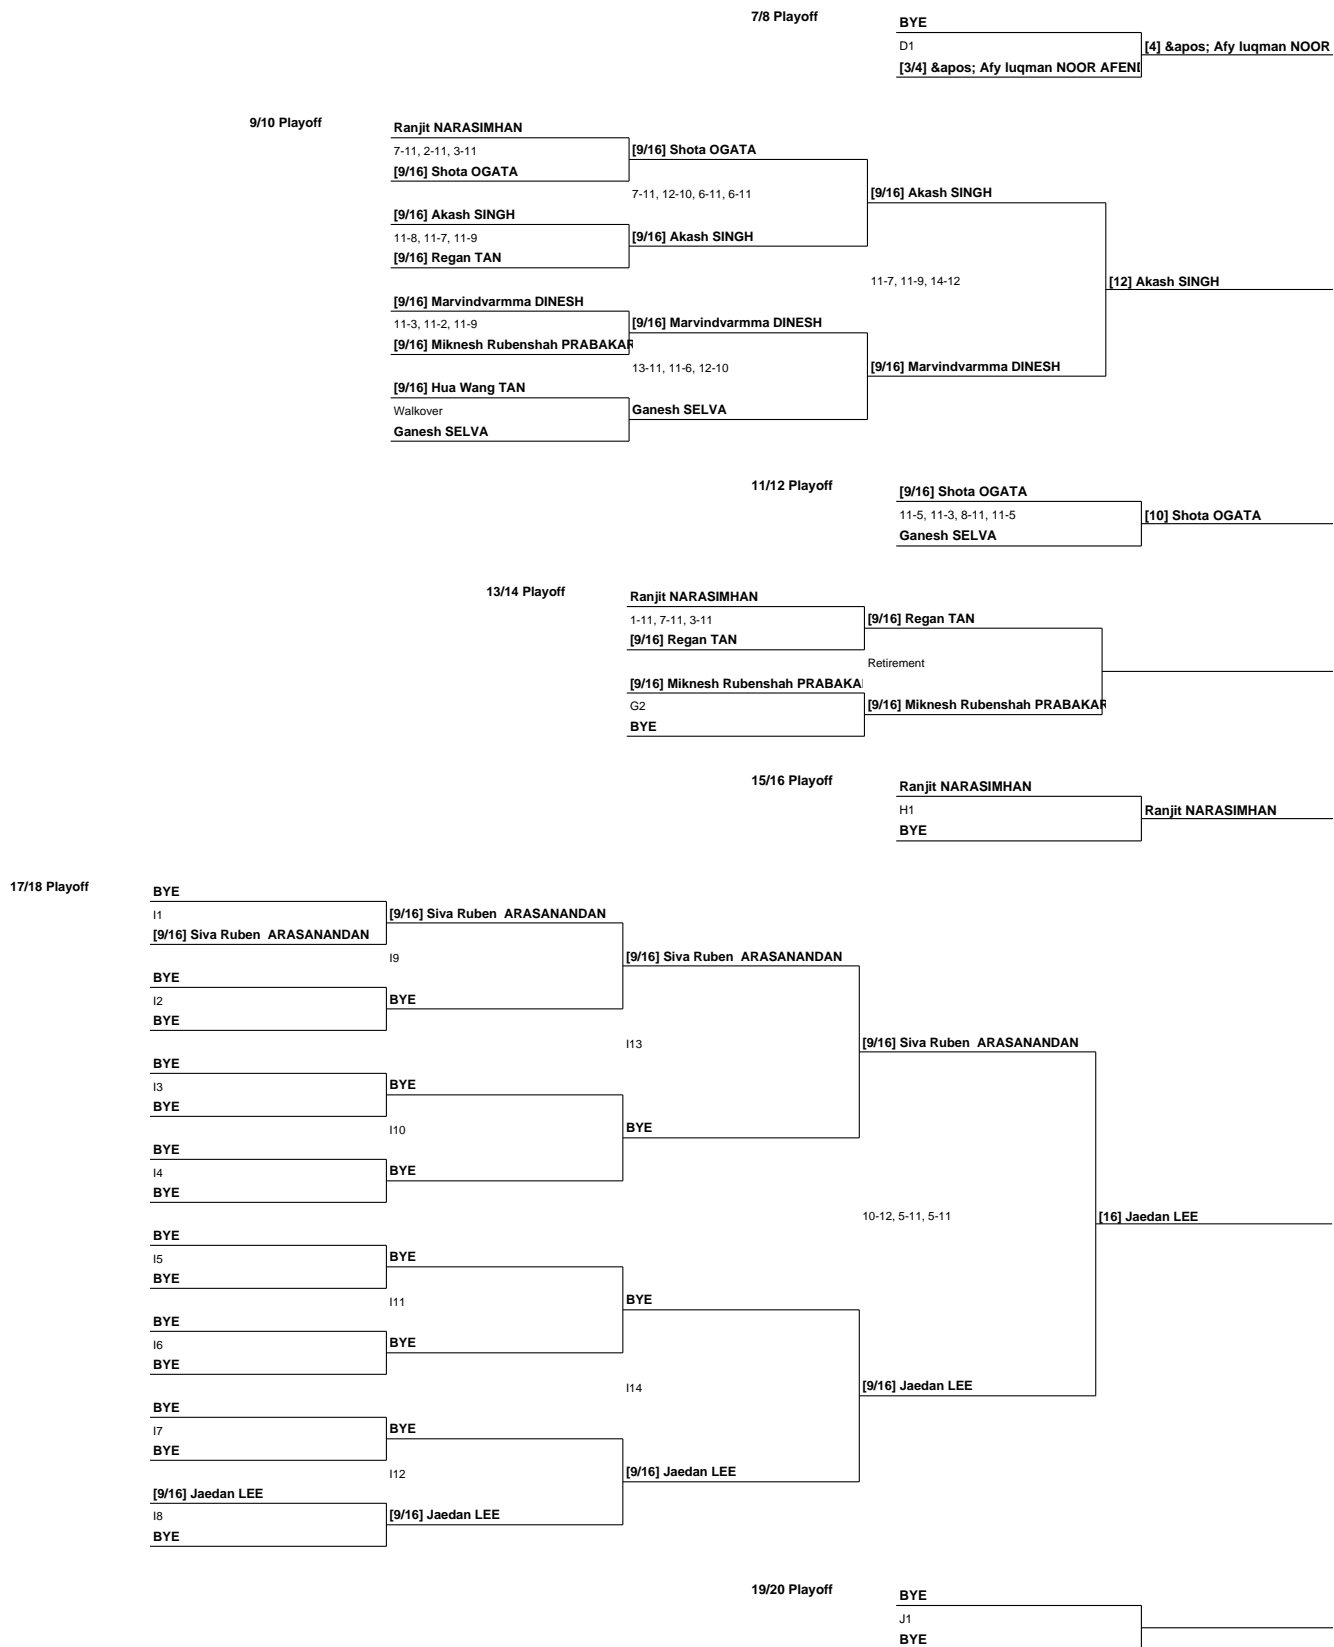 7/8 Playoff
BYE
D1
[3/4] &apos; Afy luqman NOOR AFENI
[4] &apos; Afy luqman NOOR
9/10 Playoff
Ranjit NARASIMHAN
7-11, 2-11, 3-11
[9/16] Shota OGATA
[9/16] Shota OGATA
7-11, 12-10, 6-11, 6-11
[9/16] Akash SINGH
11-8, 11-7, 11-9
[9/16] Regan TAN
[9/16] Akash SINGH
[9/16] Akash SINGH
11-7, 11-9, 14-12
[12] Akash SINGH
[9/16] Marvindvarmma DINESH
11-3, 11-2, 11-9
[9/16] Miknesh Rubenshah PRABAKAR
[9/16] Marvindvarmma DINESH
13-11, 11-6, 12-10
[9/16] Marvindvarmma DINESH
[9/16] Hua Wang TAN
Walkover
Ganesh SELVA
Ganesh SELVA
11/12 Playoff
[9/16] Shota OGATA
11-5, 11-3, 8-11, 11-5
Ganesh SELVA
[10] Shota OGATA
13/14 Playoff
Ranjit NARASIMHAN
1-11, 7-11, 3-11
[9/16] Regan TAN
[9/16] Regan TAN
Retirement
[9/16] Miknesh Rubenshah PRABAKA
G2
BYE
[9/16] Miknesh Rubenshah PRABAKAR
15/16 Playoff
Ranjit NARASIMHAN
H1
BYE
Ranjit NARASIMHAN
17/18 Playoff
BYE
I1
[9/16] Siva Ruben  ARASANANDAN
[9/16] Siva Ruben  ARASANANDAN
I9
[9/16] Siva Ruben  ARASANANDAN
BYE
I2
BYE
BYE
I13
[9/16] Siva Ruben  ARASANANDAN
BYE
I3
BYE
BYE
I10
BYE
BYE
I4
BYE
BYE
10-12, 5-11, 5-11
[16] Jaedan LEE
BYE
I5
BYE
BYE
I11
BYE
BYE
I6
BYE
BYE
I14
[9/16] Jaedan LEE
BYE
I7
BYE
BYE
I12
[9/16] Jaedan LEE
[9/16] Jaedan LEE
I8
BYE
[9/16] Jaedan LEE
19/20 Playoff
BYE
J1
BYE